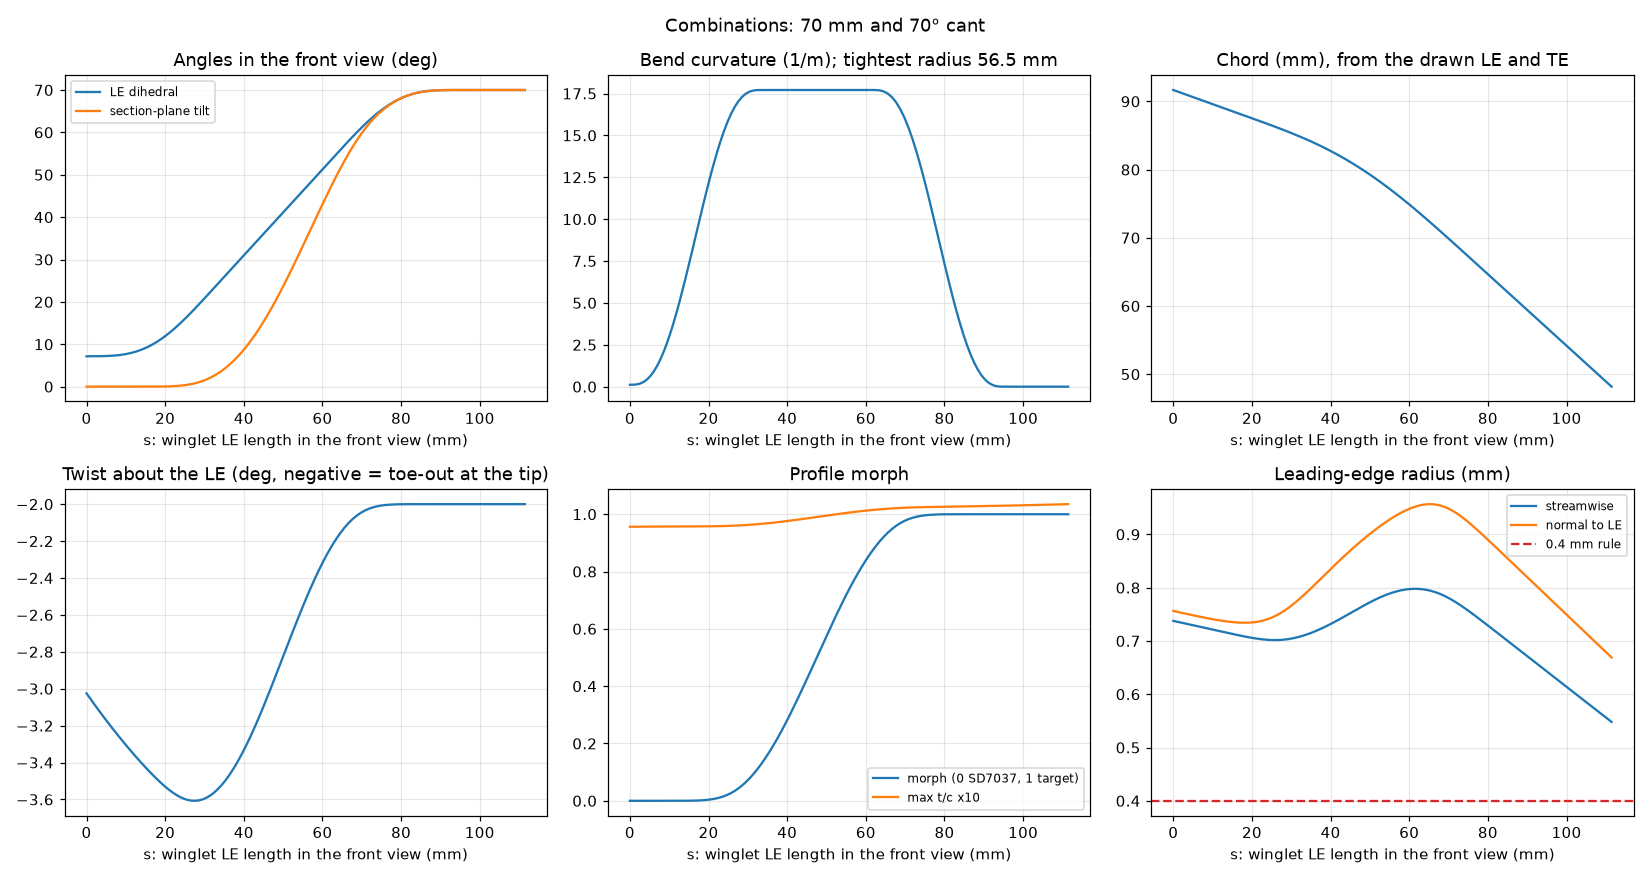 Combinations: 70 mm and 70° cant
Angles in the front view (deg)
LE dihedral
section-plane tilt
70
60
50
40
30
20
10
0
0 20 40 60 80 100
s: winglet LE length in the front view (mm)
Bend curvature (1/m); tightest radius 56.5 mm
17.5
15.0
12.5
10.0
7.5
5.0
2.5
0.0
0 20 40 60 80 100
s: winglet LE length in the front view (mm)
Chord (mm), from the drawn LE and TE
90
80
70
60
50
0 20 40 60 80 100
s: winglet LE length in the front view (mm)
Twist about the LE (deg, negative = toe-out at the tip)
−2.0
−2.2
−2.4
−2.6
−2.8
−3.0
−3.2
−3.4
−3.6
0 20 40 60 80 100
s: winglet LE length in the front view (mm)
Profile morph
1.0
0.8
0.6
0.4
0.2
0.0
morph (0 SD7037, 1 target)
max t/c x10
0 20 40 60 80 100
s: winglet LE length in the front view (mm)
Leading-edge radius (mm)
streamwise
normal to LE
0.4 mm rule
0.9
0.8
0.7
0.6
0.5
0.4
0 20 40 60 80 100
s: winglet LE length in the front view (mm)